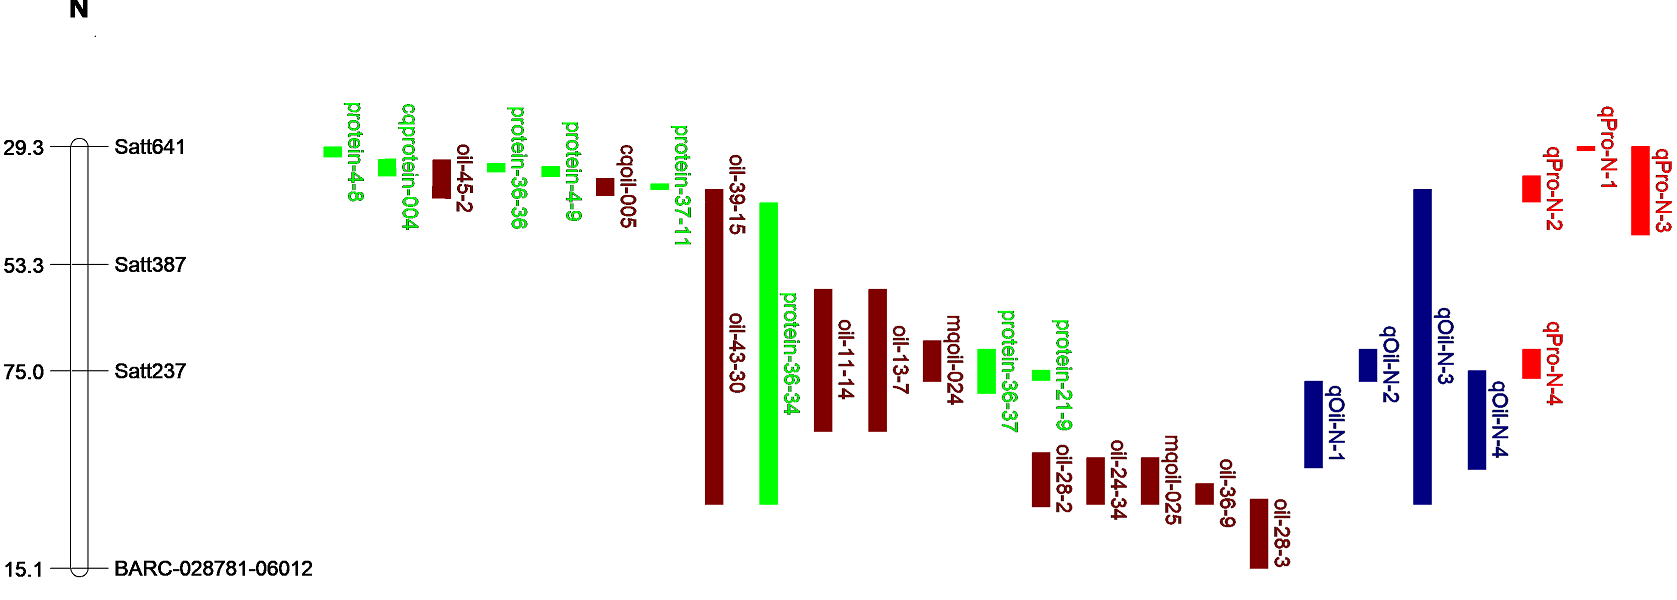 N
29.3 Satt641
53.3 Satt387
75.0 Satt237
15.1 BARC-028781-06012
protein-4-8
cqprotein-004
oil-45-2
protein-36-36
protein-4-9
cqoil-005
protein-37-11
oil-39-15
oil-43-30
protein-36-34
oil-11-14
oil-13-7
mqoil-024
protein-36-37
protein-21-9
oil-28-2
oil-24-34
mqoil-025
oil-36-9
oil-28-3
qOil-N-1
qOil-N-2
qOil-N-3
qOil-N-4
qPro-N-2
qPro-N-4
qPro-N-1
qPro-N-3